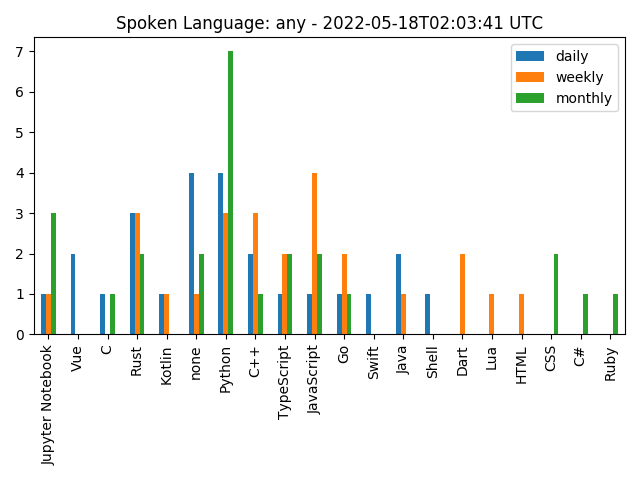 Spoken Language: any - 2022-05-18T02:03:41 UTC
daily
weekly
monthly
7
6
5
4
3
2
1
0
Jupyter Notebook
Vue
C
Rust
Kotlin
none
Python
C++
TypeScript
JavaScript
Go
Swift
Java
Shell
Dart
Lua
HTML
CSS
C#
Ruby